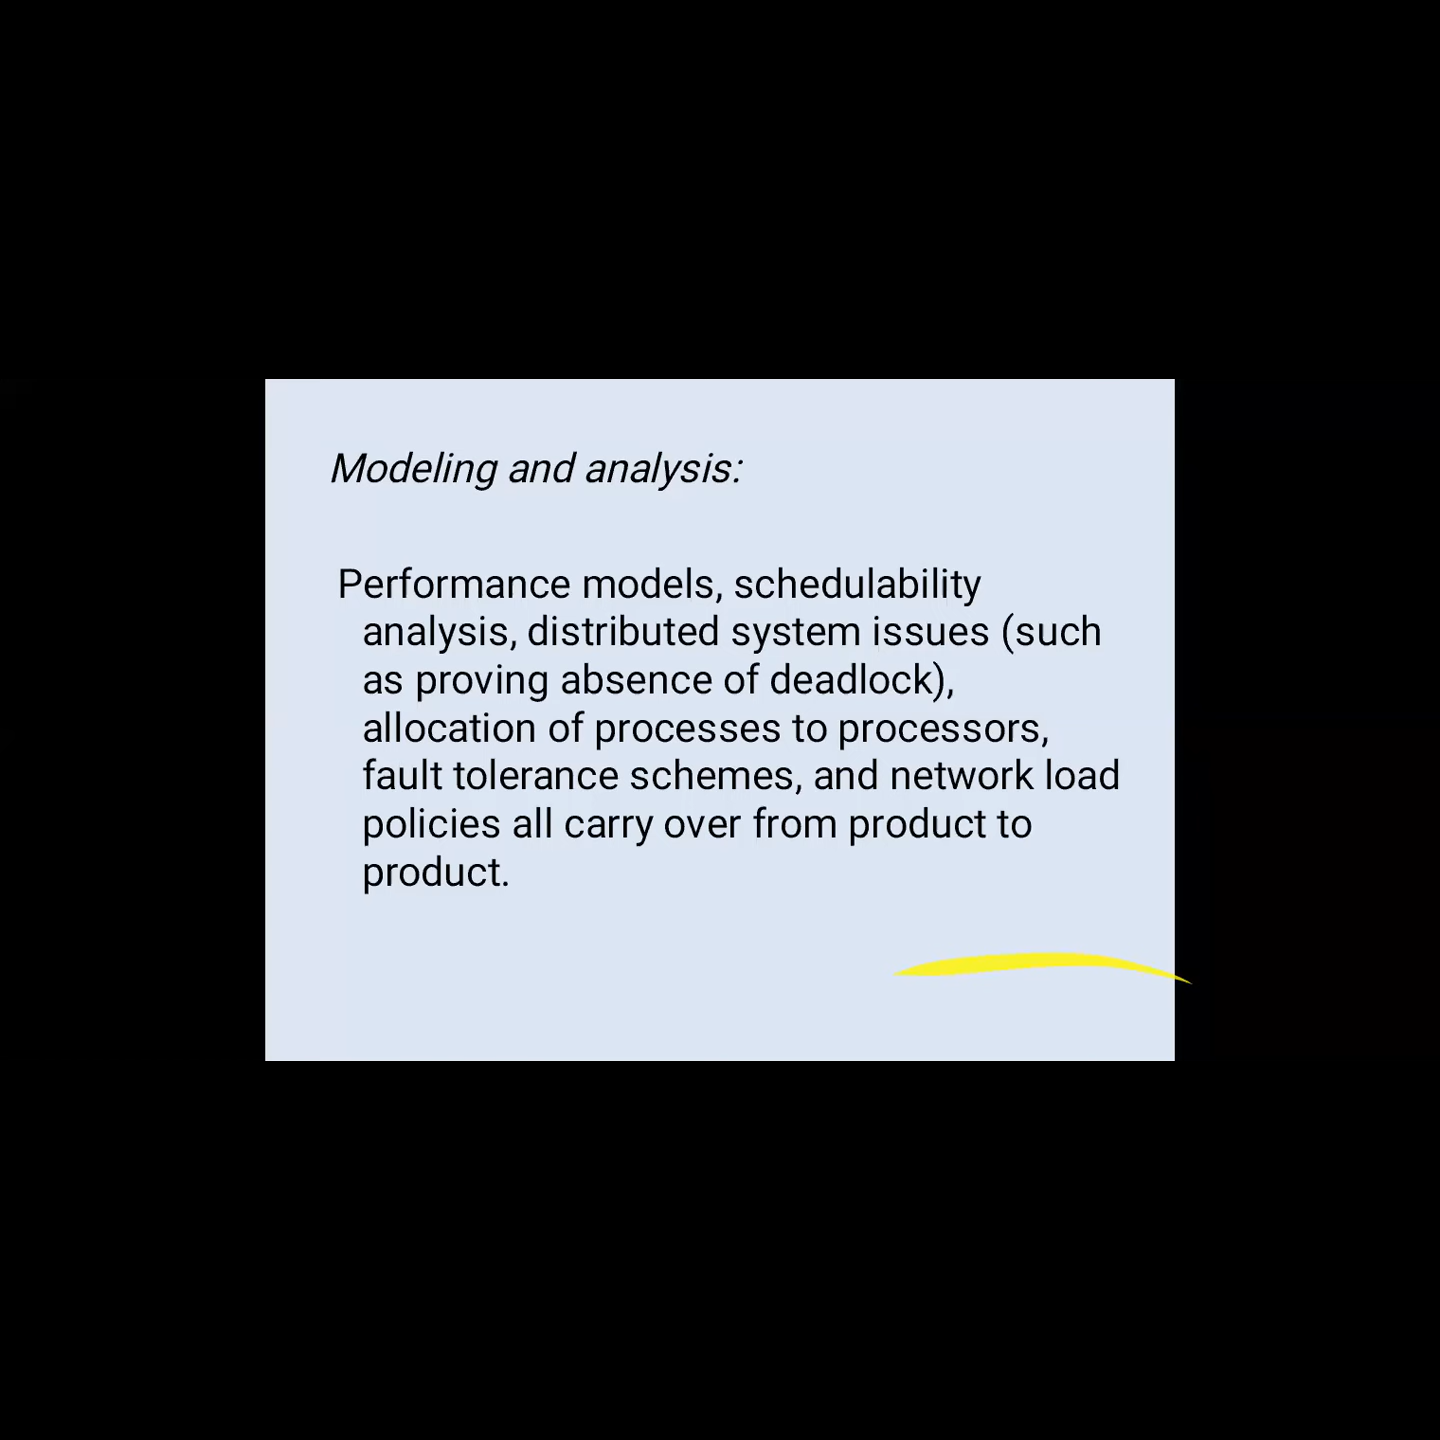 Modeling and analysis:
Performance models, schedulability
analysis, distributed system issues (such
as proving absence of deadlock),
allocation of processes to processors,
fault tolerance schemes, and network load
policies all carry over from product to
product.